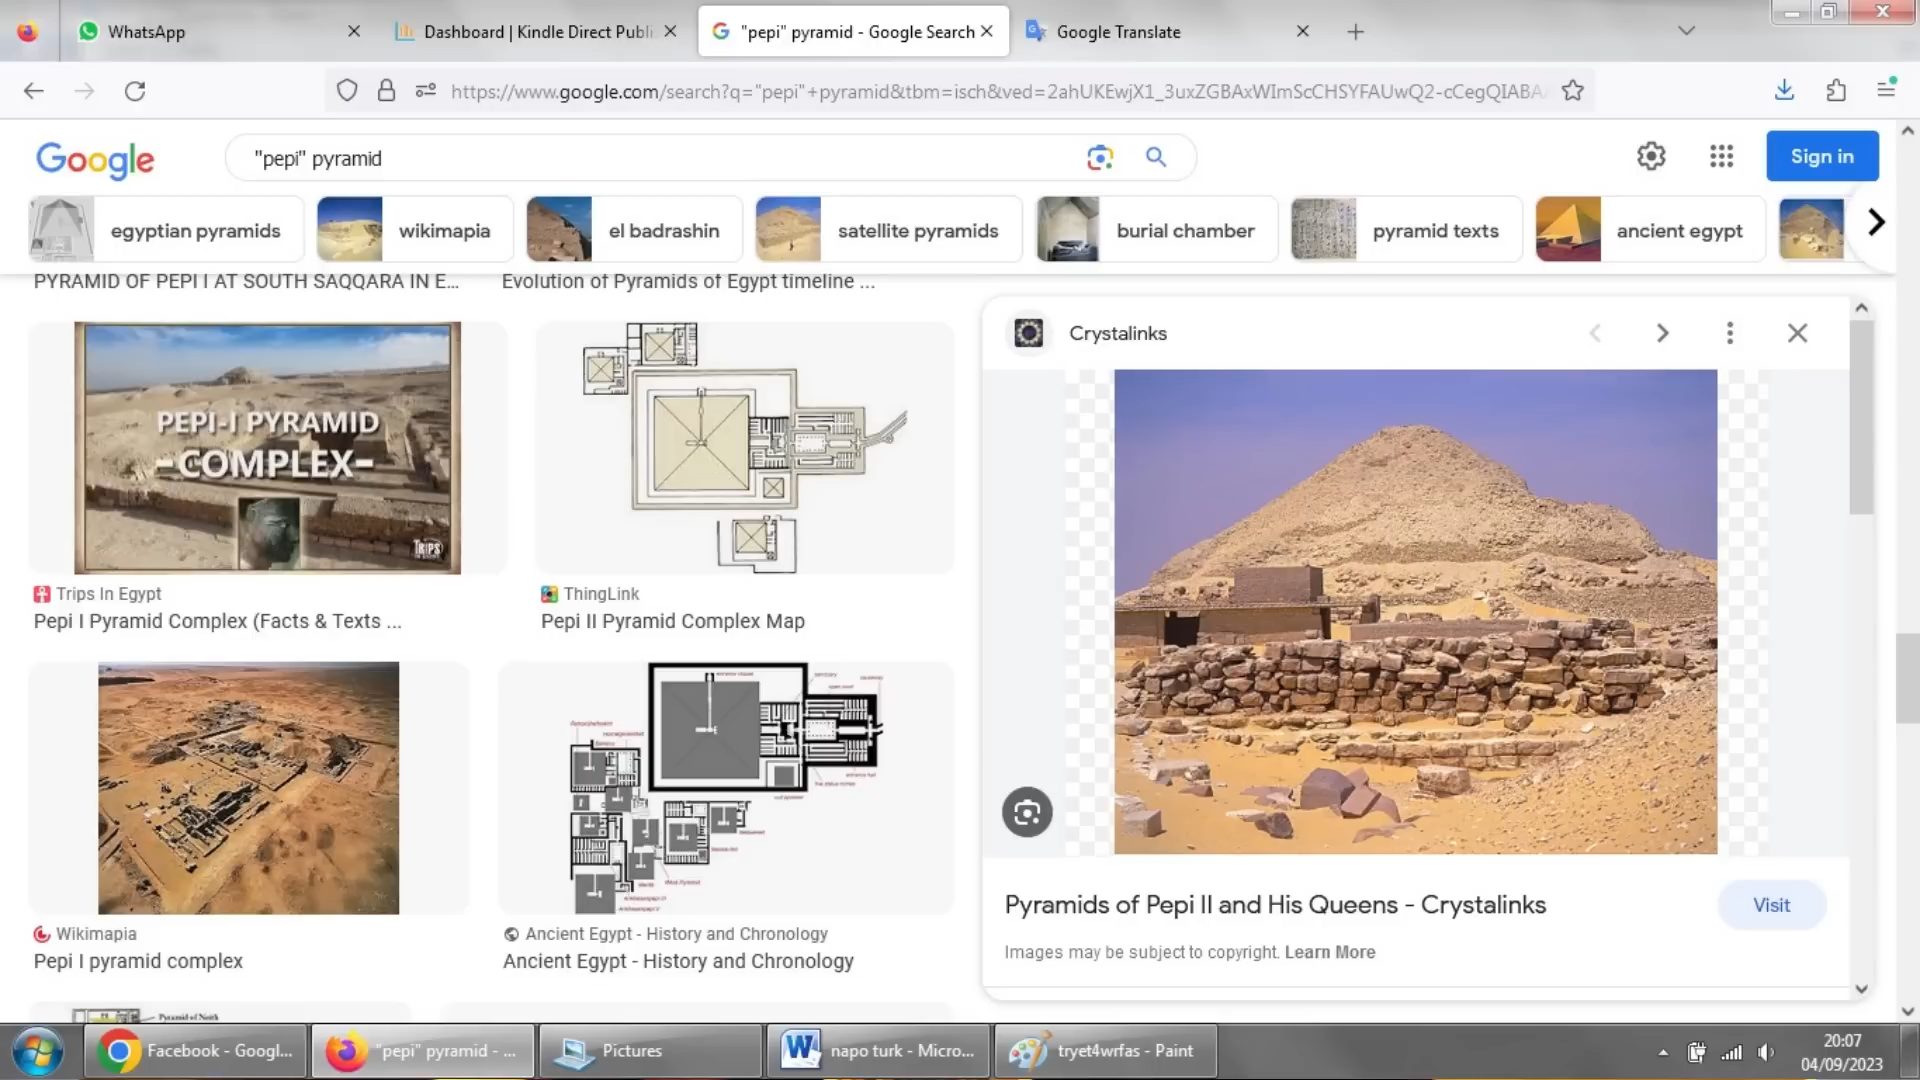 WhatsApp
Dashboard | Kindle Direct Publi
"pepi" pyramid - Google Search
Google Translate
https://www.google.com/search?q="pepi"+pyramid&tbm=isch&ved=2ahUKEwjX1_3uxZGBAxWImScCHSYFAUwQ2-cCegQIABAA
Google
"pepi" pyramid
Sign in
egyptian pyramids
wikimapia
el badrashin
satellite pyramids
burial chamber
pyramid texts
ancient egypt
PYRAMID OF PEPI I AT SOUTH SAQQARA IN E...
Evolution of Pyramids of Egypt timeline ...
PEPI-I PYRAMID
-COMPLEX-
TRIPS
Trips In Egypt
Pepi I Pyramid Complex (Facts & Texts ...
ThingLink
Pepi II Pyramid Complex Map
Wikimapia
Pepi I pyramid complex
Ancient Egypt - History and Chronology
Ancient Egypt - History and Chronology
Pyramid of Neith
Crystalinks
Pyramids of Pepi II and His Queens - Crystalinks
Visit
Images may be subject to copyright. Learn More
Facebook - Googl...
"pepi" pyramid - ...
Pictures
napo turk - Micro...
tryet4wrfas - Paint
20:07
04/09/2023